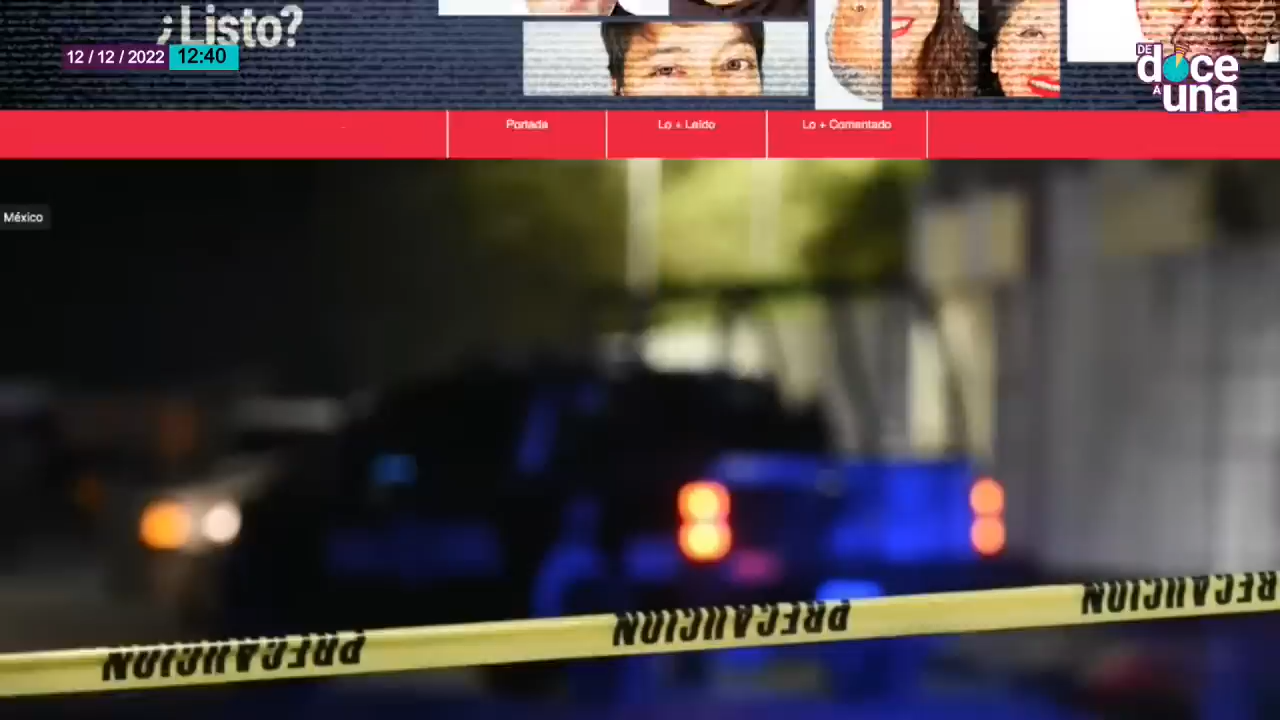 ¿Listo?
12 / 12 / 2022 12:40
DE
doce
A
una
Portada
Lo + Leído
Lo + Comentado
México
PRECAUCION
PRECAUCION
PRECAUCION